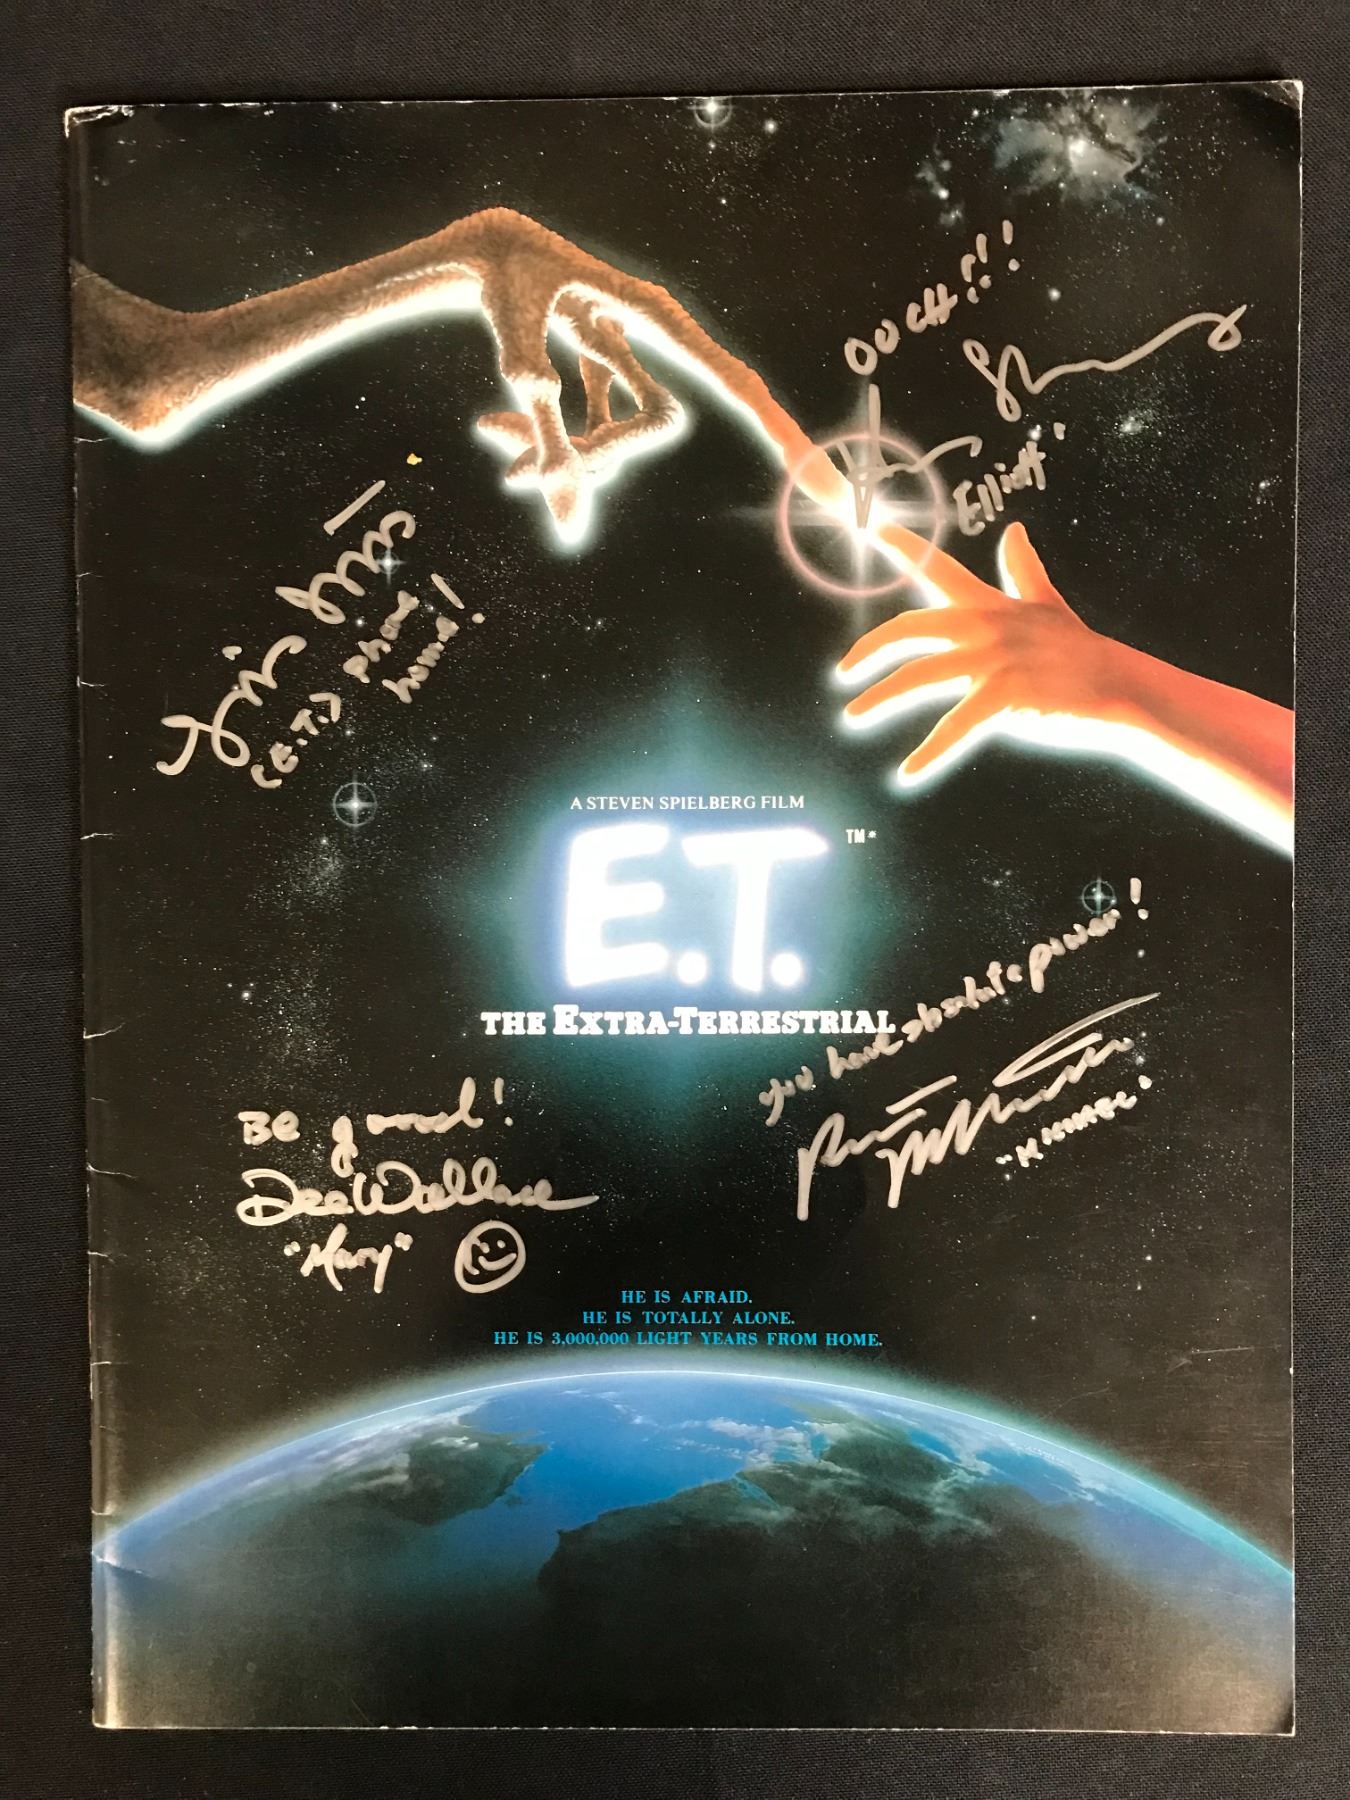 OUCH!!!
"Elliott"
(E.T.) phone
home!
A STEVEN SPIELBERG FILM
E.T.
TM*
THE EXTRA-TERRESTRIAL
you have absolute power!
"K
Be good!
Dee Wallace
"Mary"
HE IS AFRAID.
HE IS TOTALLY ALONE.
HE IS 3,000,000 LIGHT YEARS FROM HOME.